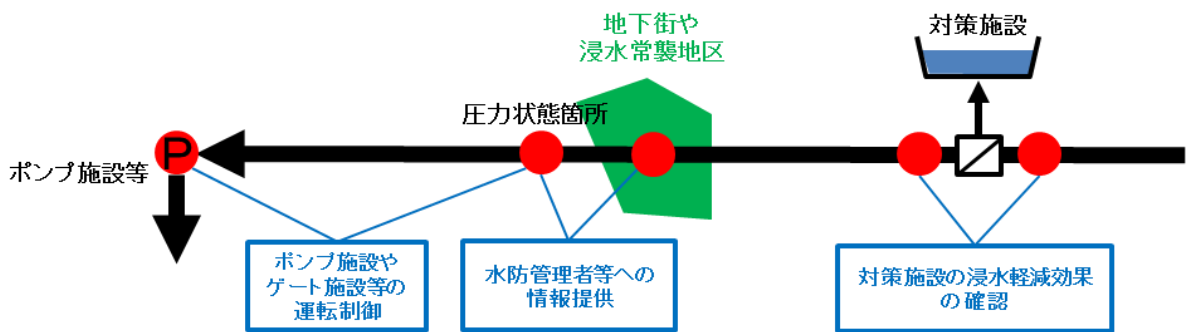 地下街や
浸水常襲地区
対策施設
圧力状態箇所
P
ポンプ施設等
ポンプ施設や
ゲート施設等の
運転制御
水防管理者等への
情報提供
対策施設の浸水軽減効果
の確認